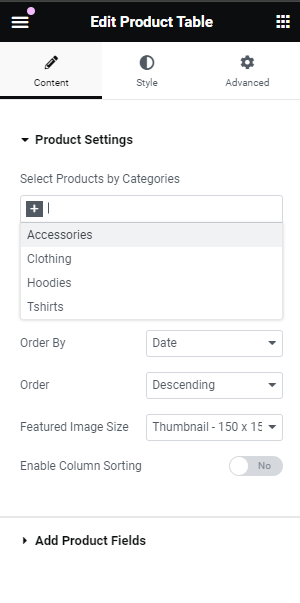 Edit Product Table
Content Style Advanced
Product Settings
Select Products by Categories
Accessories
Clothing
Hoodies
Tshirts
Order By Date
Order Descending
Featured Image Size Thumbnail - 150 x 15
Enable Column Sorting No
Add Product Fields